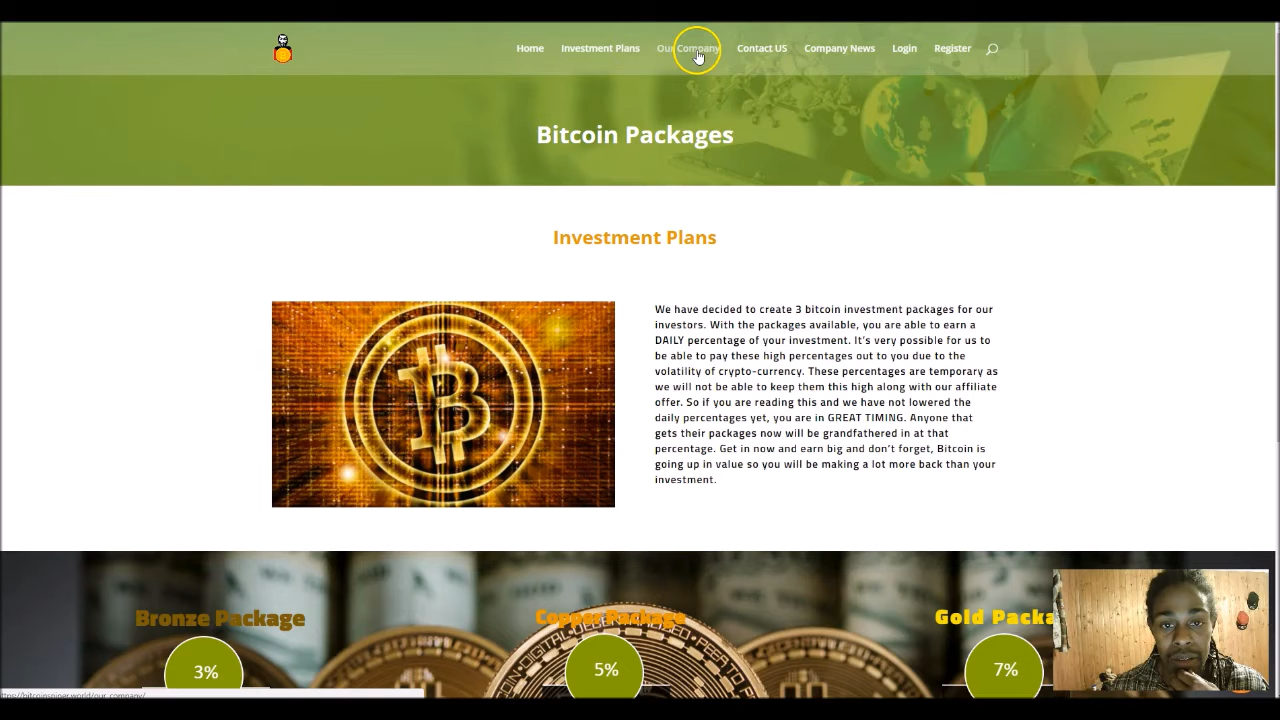 Home Investment Plans Our Company Contact US Company News Login Register
Bitcoin Packages
Investment Plans
We have decided to create 3 bitcoin investment packages for our
investors. With the packages available, you are able to earn a
DAILY percentage of your investment. It's very possible for us to
be able to pay these high percentages out to you due to the
volatility of crypto-currency. These percentages are temporary as
we will not be able to keep them this high along with our affiliate
offer. So if you are reading this and we have not lowered the
daily percentages yet, you are in GREAT TIMING. Anyone that
gets their packages now will be grandfathered in at that
percentage. Get in now and earn big and don't forget, Bitcoin is
going up in value so you will be making a lot more back than your
investment.
Bronze Package Copper Package Gold Packa
3% 5% 7%